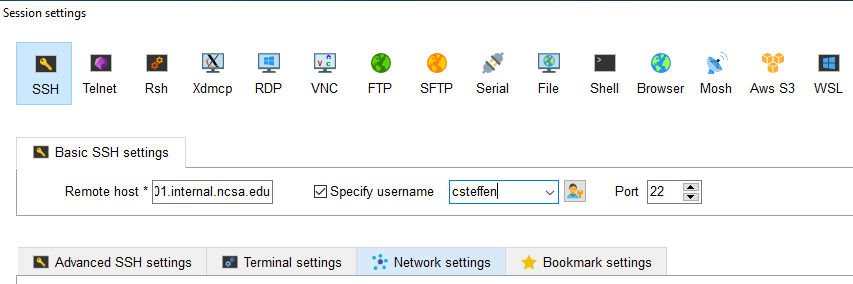 Session settings
SSH Telnet Rsh Xdmcp RDP VNC FTP SFTP Serial File Shell Browser Mosh Aws S3 WSL
Basic SSH settings
Remote host * 01.internal.ncsa.edu Specify username csteffen Port 22
Advanced SSH settings Terminal settings Network settings Bookmark settings